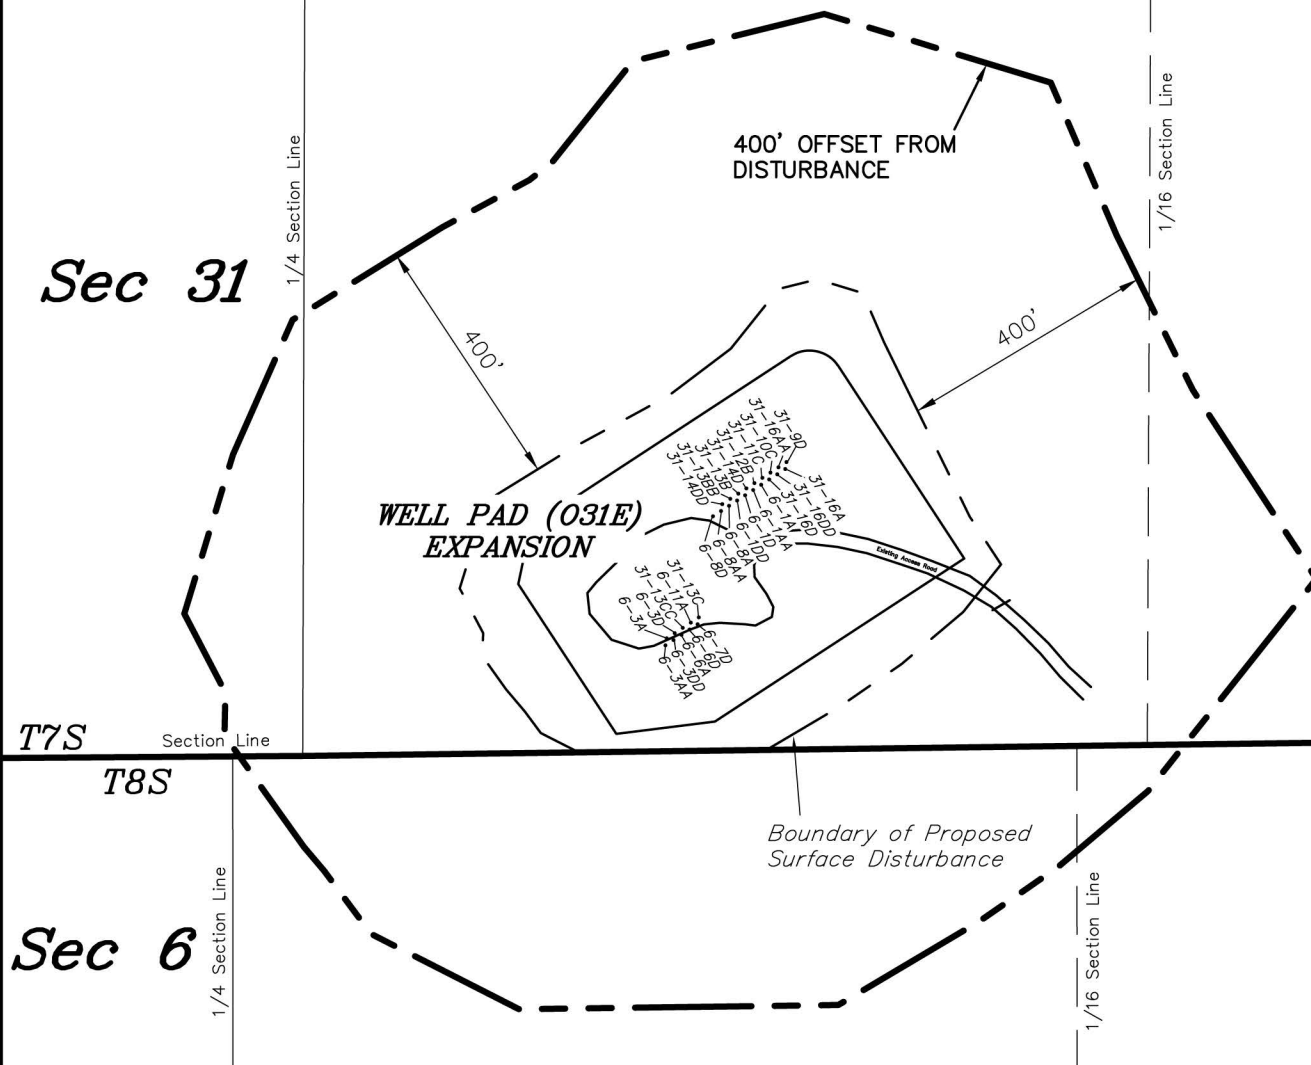 400' OFFSET FROM
DISTURBANCE
1/4 Section Line
1/16 Section Line
Sec 31
400'
400'
31-9D
31-16AA
31-10C
31-11C
31-12B
31-14D
31-13B
31-13BB
31-14DD
31-16A
31-16DD
31-16D
6-1A
6-1AA
6-1D
6-1DD
6-8A
6-8AA
6-8D
WELL PAD (O31E)
EXPANSION
Existing Access Road
31-13C
6-11A
31-13CC
6-3D
6-3A
6-7D
6-6D
6-6A
6-3DD
6-3AA
T7S
Section Line
T8S
Boundary of Proposed
Surface Disturbance
Sec 6
1/4 Section Line
1/16 Section Line